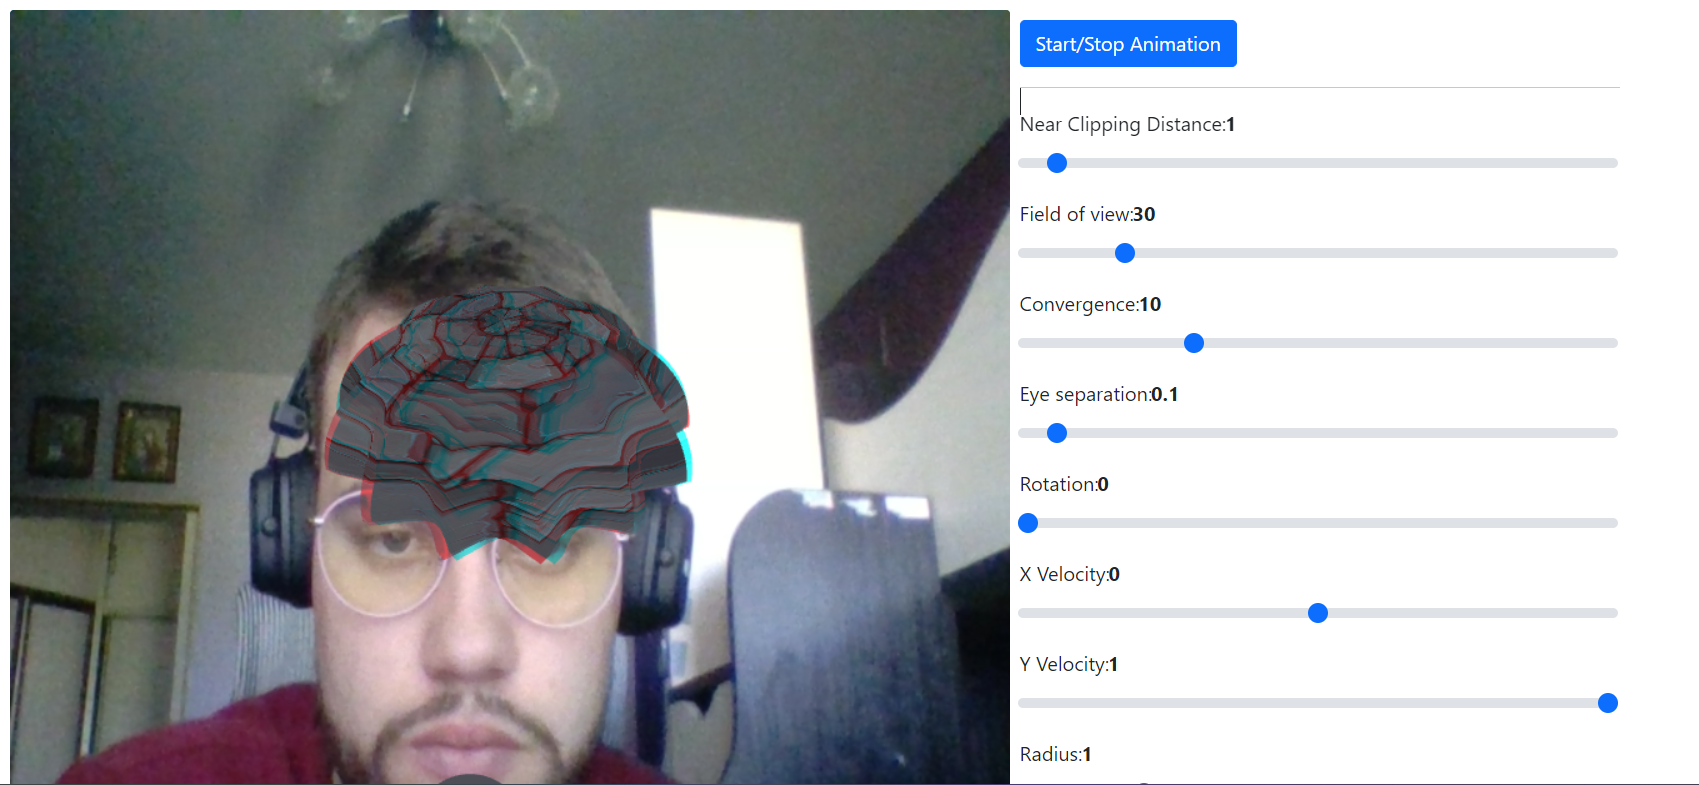 Start/Stop Animation
Near Clipping Distance:1
Field of view:30
Convergence:10
Eye separation:0.1
Rotation:0
X Velocity:0
Y Velocity:1
Radius:1